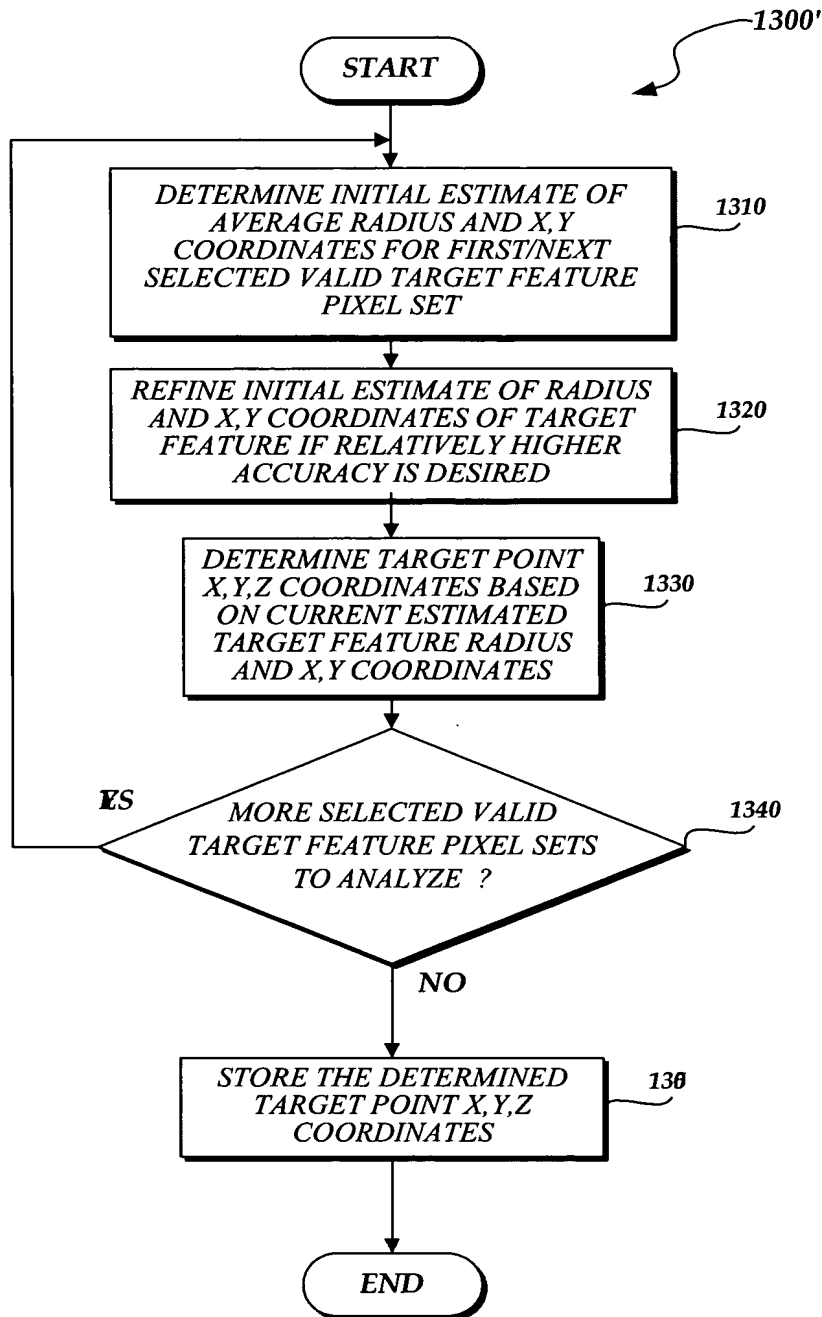 1300'
START
DETERMINE INITIAL ESTIMATE OF
AVERAGE RADIUS AND X,Y
COORDINATES FOR FIRST/NEXT
SELECTED VALID TARGET FEATURE
PIXEL SET
1310
REFINE INITIAL ESTIMATE OF RADIUS
AND X,Y COORDINATES OF TARGET
FEATURE IF RELATIVELY HIGHER
ACCURACY IS DESIRED
1320
DETERMINE TARGET POINT
X,Y,Z COORDINATES BASED
ON CURRENT ESTIMATED
TARGET FEATURE RADIUS
AND X,Y COORDINATES
1330
YES
MORE SELECTED VALID
TARGET FEATURE PIXEL SETS
TO ANALYZE ?
1340
NO
STORE THE DETERMINED
TARGET POINT X,Y,Z
COORDINATES
END